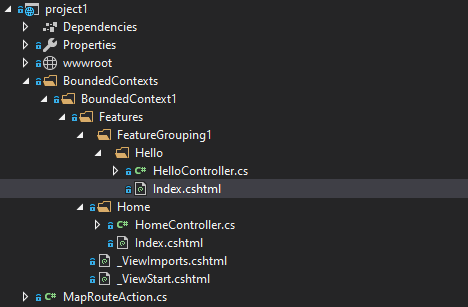 project1
Dependencies
Properties
wwwroot
BoundedContexts
BoundedContext1
Features
FeatureGrouping1
Hello
C# HelloController.cs
Index.cshtml
Home
C# HomeController.cs
Index.cshtml
_ViewImports.cshtml
_ViewStart.cshtml
C# MapRouteAction.cs